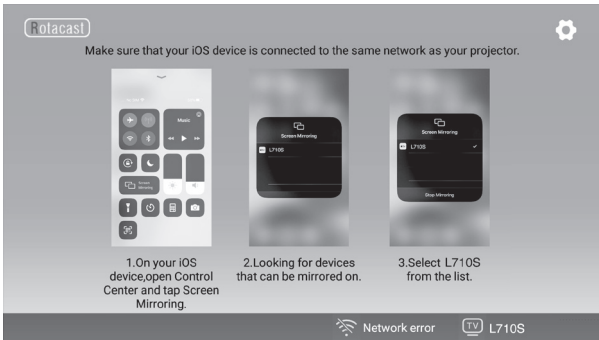 Rotacast
Make sure that your iOS device is connected to the same network as your projector.
Music
Screen
Mirroring
Screen Mirroring
L710S
Screen Mirroring
L710S
Stop Mirroring
1.On your iOS
device,open Control
Center and tap Screen
Mirroring.
2.Looking for devices
that can be mirrored on.
3.Select L710S
from the list.
Network error
TV
L710S